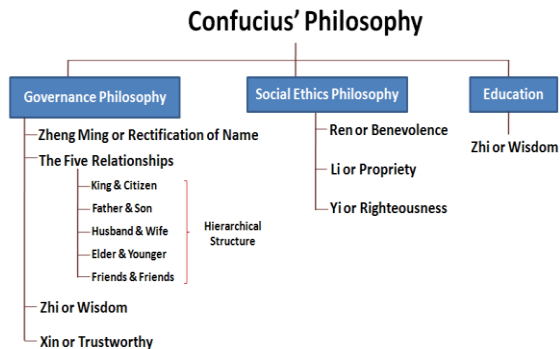 Confucius' Philosophy
Governance Philosophy
Zheng Ming or Rectification of Name
The Five Relationships
King & Citizen
Father & Son
Husband & Wife
Elder & Younger
Friends & Friends
Hierarchical
Structure
Zhi or Wisdom
Xin or Trustworthy
Social Ethics Philosophy
Ren or Benevolence
Li or Propriety
Yi or Righteousness
Education
Zhi or Wisdom